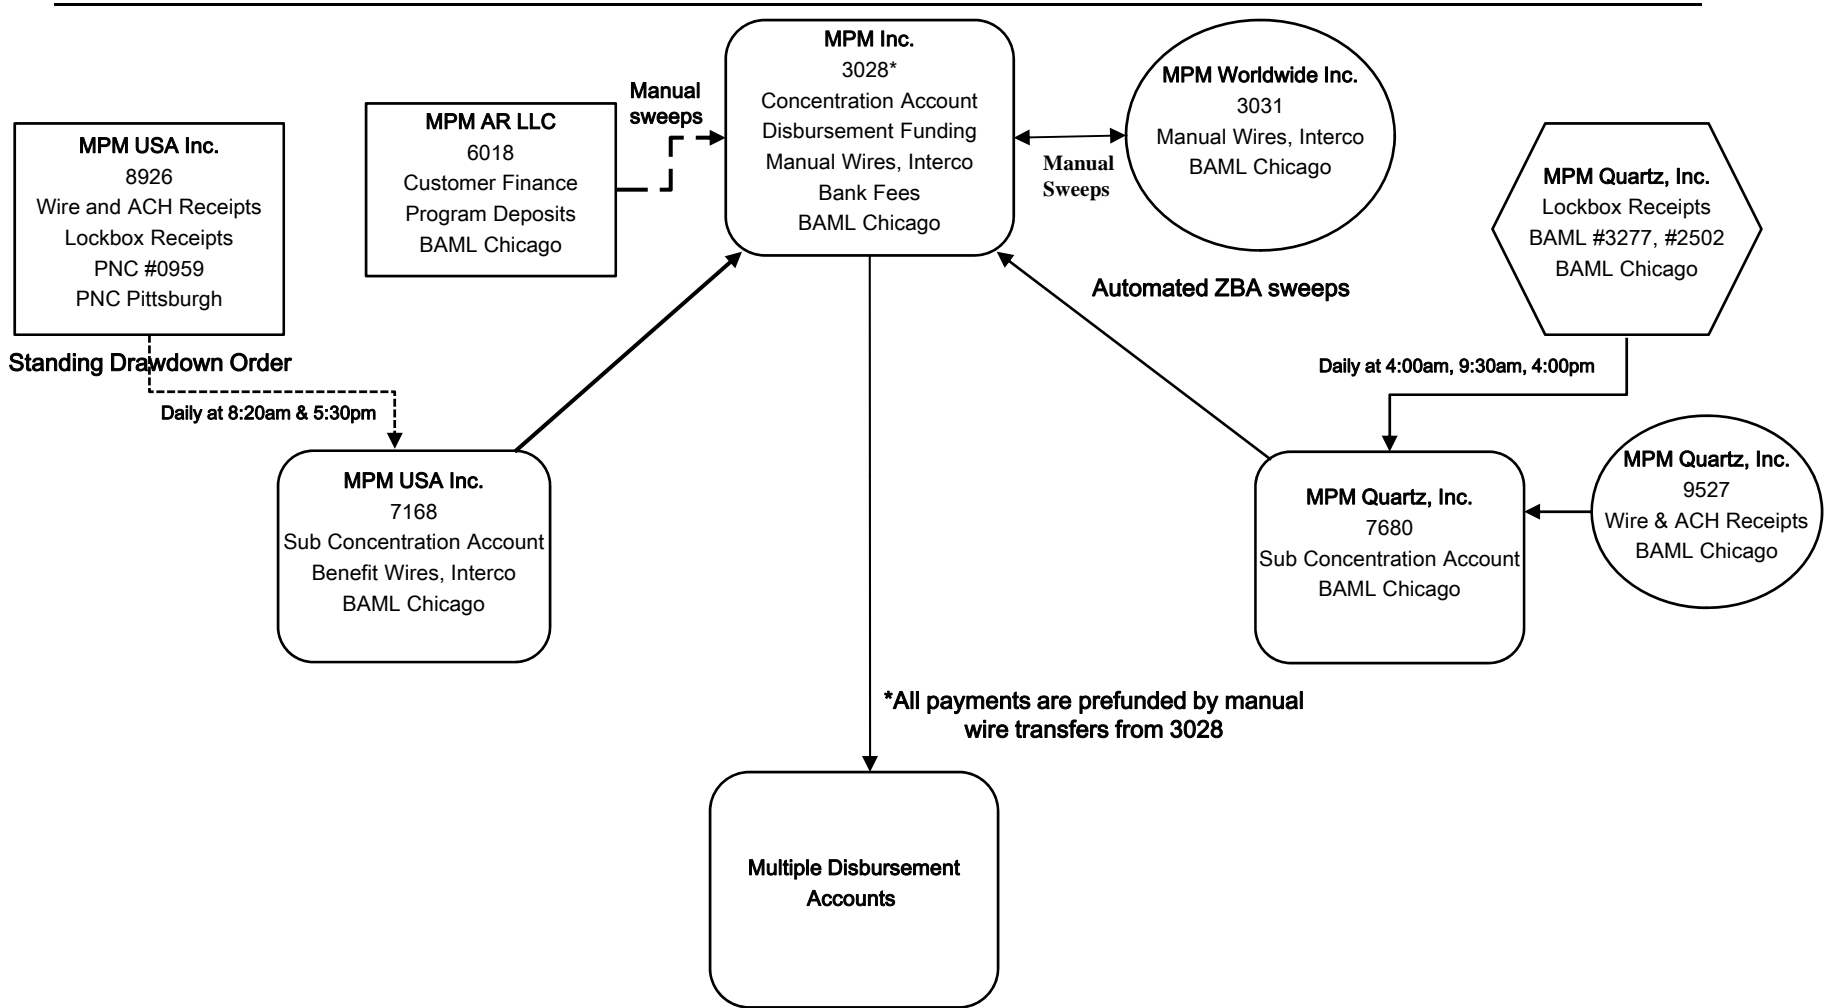 MPM Inc.
3028*
Concentration Account
Disbursement Funding
Manual Wires, Interco
Bank Fees
BAML Chicago
MPM Worldwide Inc.
3031
Manual Wires, Interco
BAML Chicago
Manual
sweeps
Manual
Sweeps
MPM AR LLC
6018
Customer Finance
Program Deposits
BAML Chicago
MPM USA Inc.
8926
Wire and ACH Receipts
Lockbox Receipts
PNC #0959
PNC Pittsburgh
MPM Quartz, Inc.
Lockbox Receipts
BAML #3277, #2502
BAML Chicago
Automated ZBA sweeps
Standing Drawdown Order
Daily at 8:20am & 5:30pm
Daily at 4:00am, 9:30am, 4:00pm
MPM USA Inc.
7168
Sub Concentration Account
Benefit Wires, Interco
BAML Chicago
MPM Quartz, Inc.
7680
Sub Concentration Account
BAML Chicago
MPM Quartz, Inc.
9527
Wire & ACH Receipts
BAML Chicago
*All payments are prefunded by manual
wire transfers from 3028
Multiple Disbursement
Accounts